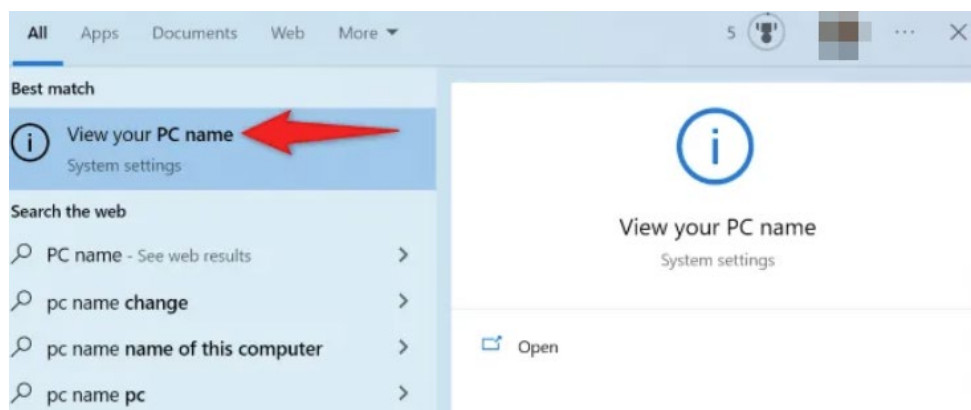 All Apps Documents Web More 5
Best match
View your PC name
System settings
Search the web
PC name - See web results
pc name change
pc name name of this computer
pc name pc
View your PC name
System settings
Open